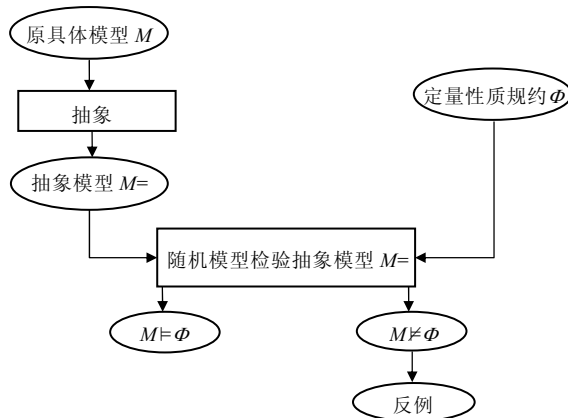 原具体模型 M
抽象
定量性质规约Φ
抽象模型 M=
随机模型检验抽象模型 M=
M⊨Φ
M⊭Φ
反例